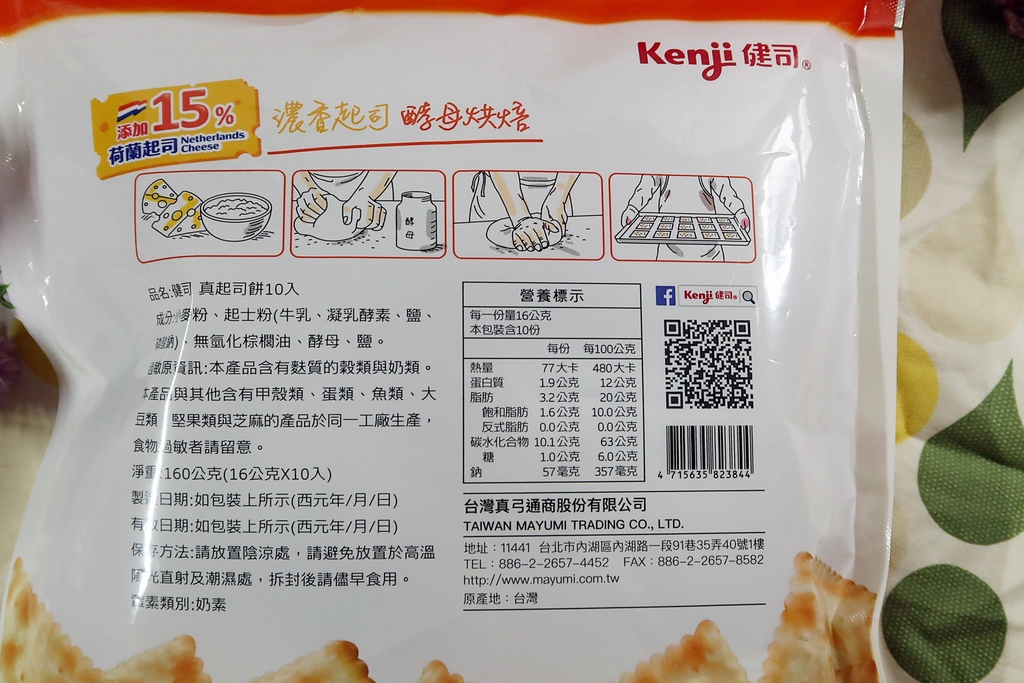 Kenji 健司®
添加15%
荷蘭起司 Netherlands Cheese
濃香起司 酵母烘焙
酵母
品名:健司 真起司餅10入
成分:小麥粉、起士粉(牛乳、凝乳酵素、鹽、
)、無氫化棕櫚油、酵母、鹽。
過敏原資訊:本產品含有麩質的穀類與奶類。
本產品與其他含有甲殼類、蛋類、魚類、大
豆類、堅果類與芝麻的產品於同一工廠生產，
食物過敏者請留意。
淨重:160公克(16公克X10入)
製造日期:如包裝上所示(西元年/月/日)
有效日期:如包裝上所示(西元年/月/日)
保存方法:請放置陰涼處，請避免放置於高溫
陽光直射及潮濕處，拆封後請儘早食用。
葷素類別:奶素
營養標示
每一份量16公克
本包裝含10份
每份 每100公克
熱量 77大卡 480大卡
蛋白質 1.9公克 12公克
脂肪 3.2公克 20公克
飽和脂肪 1.6公克 10.0公克
反式脂肪 0.0公克 0.0公克
碳水化合物 10.1公克 63公克
糖 1.0公克 6.0公克
鈉 57毫克 357毫克
f Kenji 健司®
4 715635 823844
台灣真弓通商股份有限公司
TAIWAN MAYUMI TRADING CO., LTD.
地址：11441 台北市內湖區內湖路一段91巷35弄40號1樓
TEL：886-2-2657-4452 FAX：886-2-2657-8582
http://www.mayumi.com.tw
原產地：台灣